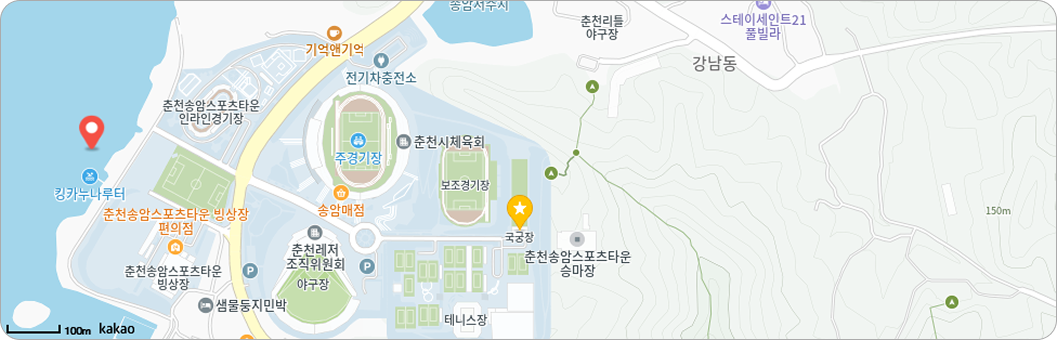 송암저수지
춘천리틀
야구장
스테이세인트21
풀빌라
기억앤기억
강남동
전기차충전소
춘천송암스포츠타운
인라인경기장
춘천시체육회
주경기장
보조경기장
킹카누나루터
춘천송암스포츠타운 빙상장
편의점
송암매점
150m
국궁장
춘천레저
조직위원회
춘천송암스포츠타운
승마장
춘천송암스포츠타운
빙상장
P
P
야구장
샘물둥지민박
테니스장
100m
kakao